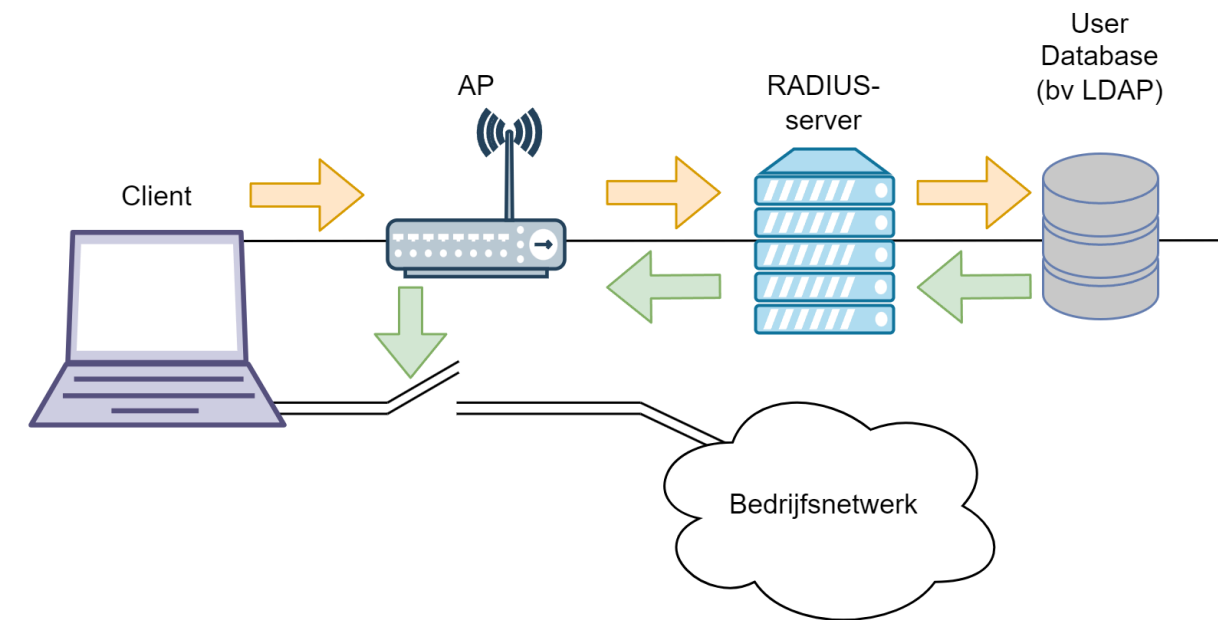 Client
AP
RADIUS-
server
User
Database
(bv LDAP)
Bedrijfsnetwerk